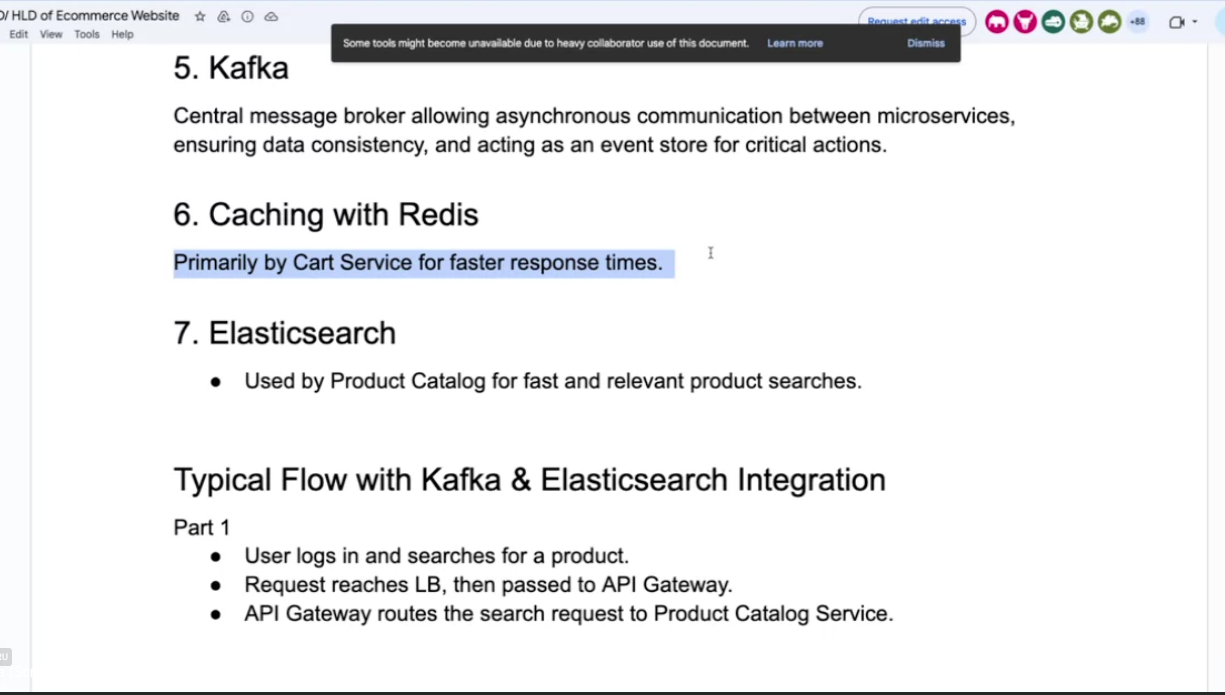 D/ HLD of Ecommerce Website
Request edit access
+88
Edit View Tools Help
Some tools might become unavailable due to heavy collaborator use of this document. Learn more Dismiss
5. Kafka
Central message broker allowing asynchronous communication between microservices,
ensuring data consistency, and acting as an event store for critical actions.
6. Caching with Redis
Primarily by Cart Service for faster response times.
7. Elasticsearch
● Used by Product Catalog for fast and relevant product searches.
Typical Flow with Kafka & Elasticsearch Integration
Part 1
● User logs in and searches for a product.
● Request reaches LB, then passed to API Gateway.
● API Gateway routes the search request to Product Catalog Service.